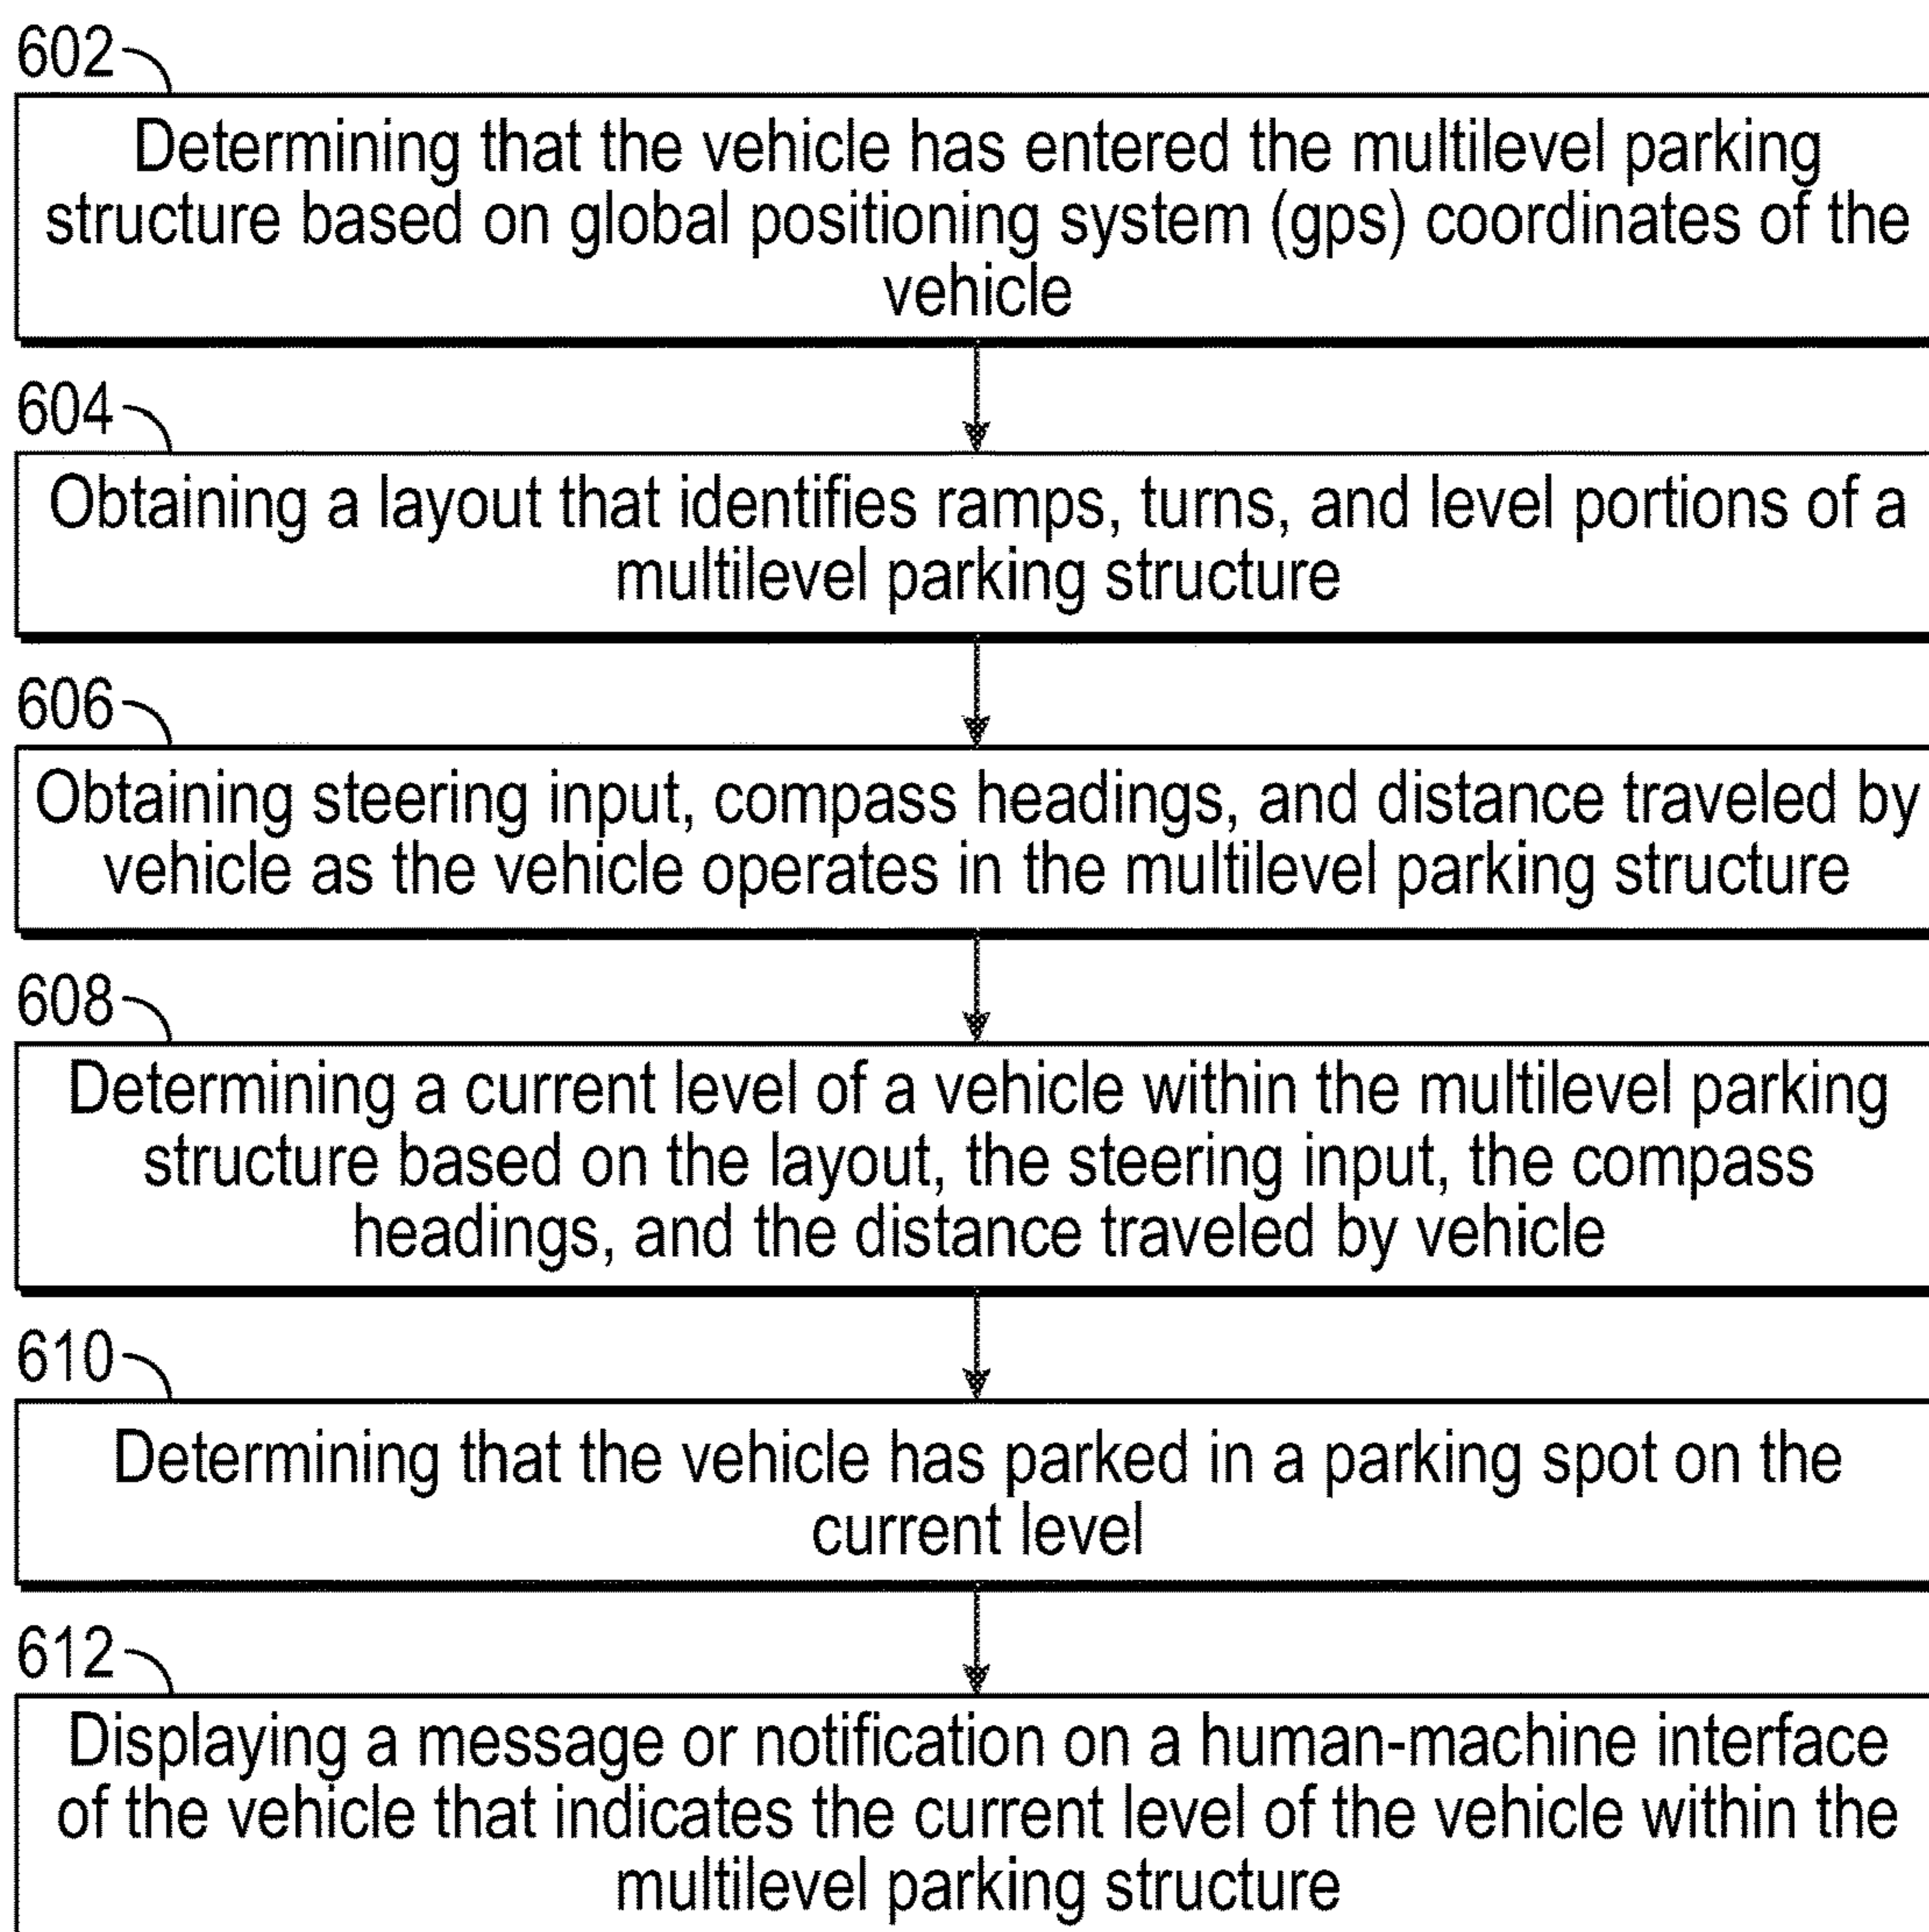 602
Determining that the vehicle has entered the multilevel parking
structure based on global positioning system (gps) coordinates of the
vehicle
604
Obtaining a layout that identifies ramps, turns, and level portions of a
multilevel parking structure
606
Obtaining steering input, compass headings, and distance traveled by
vehicle as the vehicle operates in the multilevel parking structure
608
Determining a current level of a vehicle within the multilevel parking
structure based on the layout, the steering input, the compass
headings, and the distance traveled by vehicle
610
Determining that the vehicle has parked in a parking spot on the
current level
612
Displaying a message or notification on a human-machine interface
of the vehicle that indicates the current level of the vehicle within the
multilevel parking structure